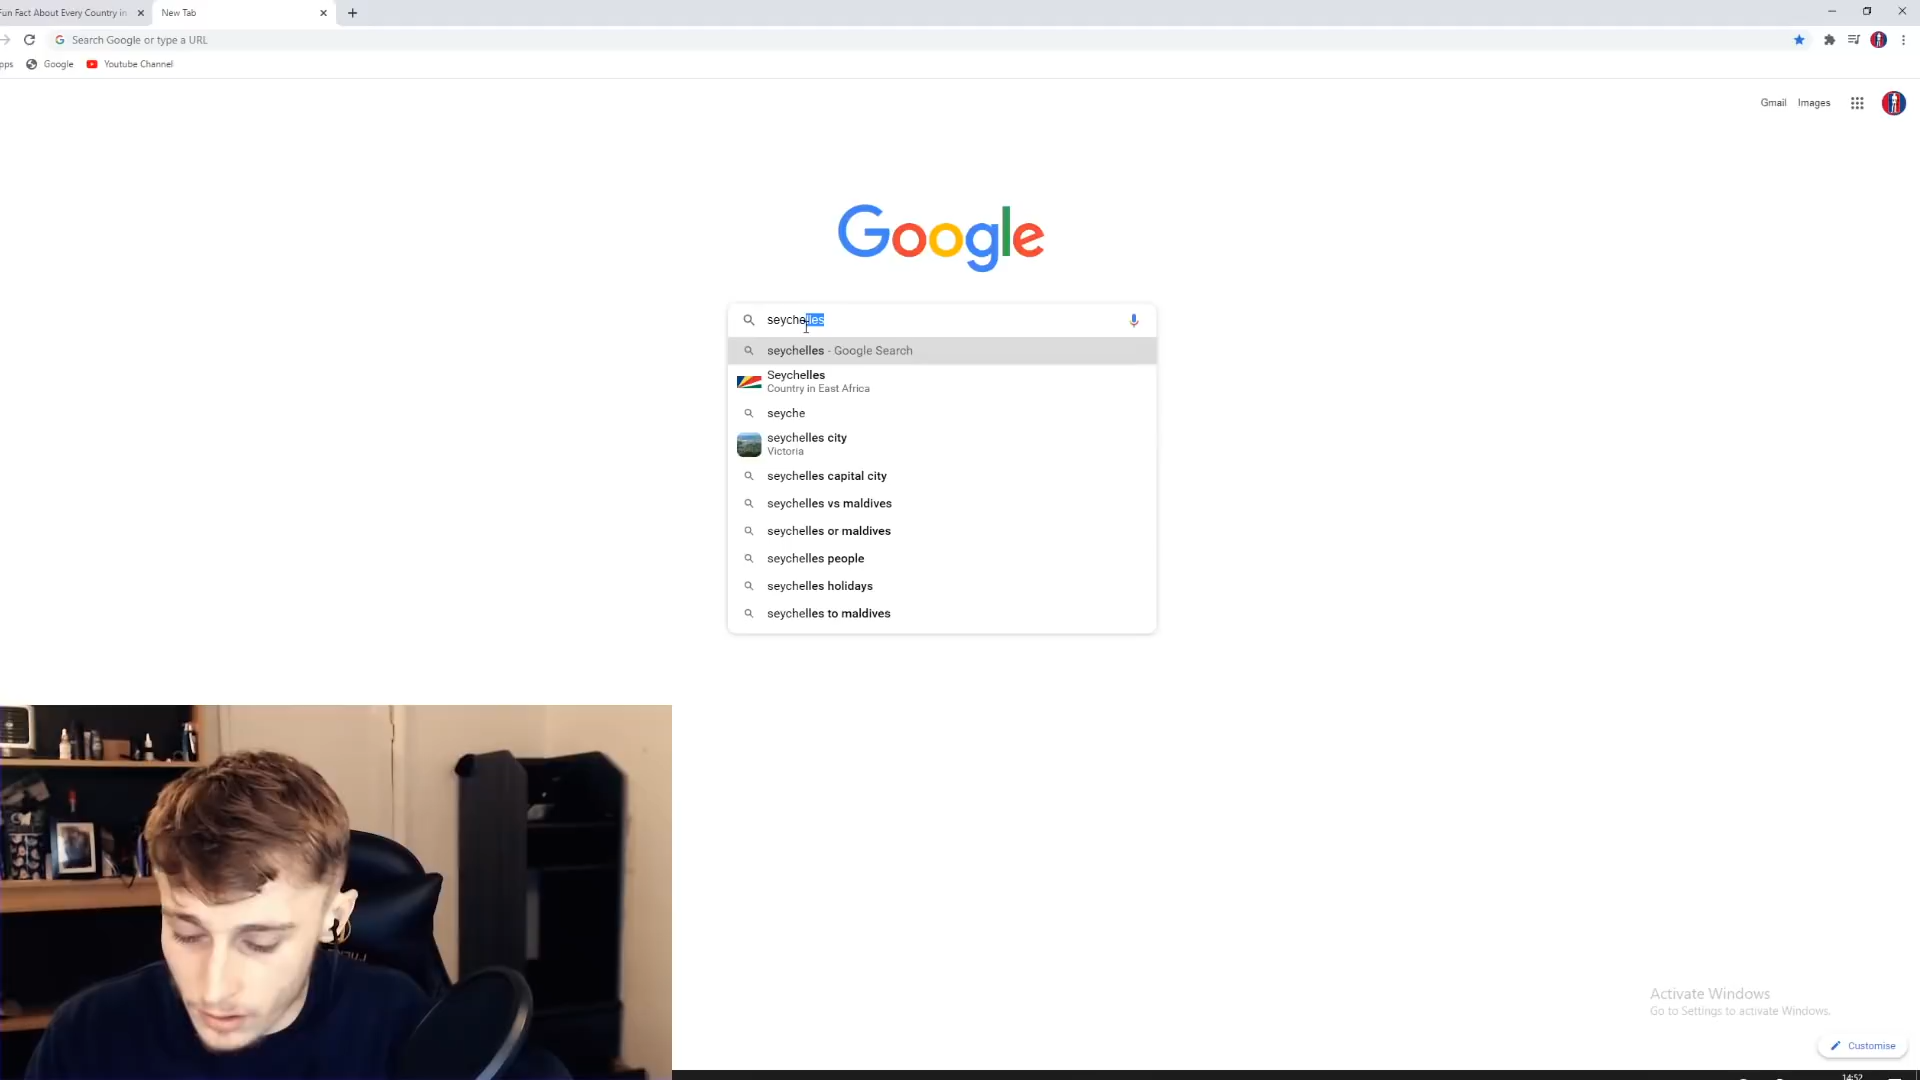 Fun Fact About Every Country in
New Tab
Search Google or type a URL
pps
Google
Youtube Channel
Gmail
Images
Google
seychelles
seychelles - Google Search
Seychelles
Country in East Africa
seyche
seychelles city
Victoria
seychelles capital city
seychelles vs maldives
seychelles or maldives
seychelles people
seychelles holidays
seychelles to maldives
Activate Windows
Go to Settings to activate Windows.
Customise
14:52